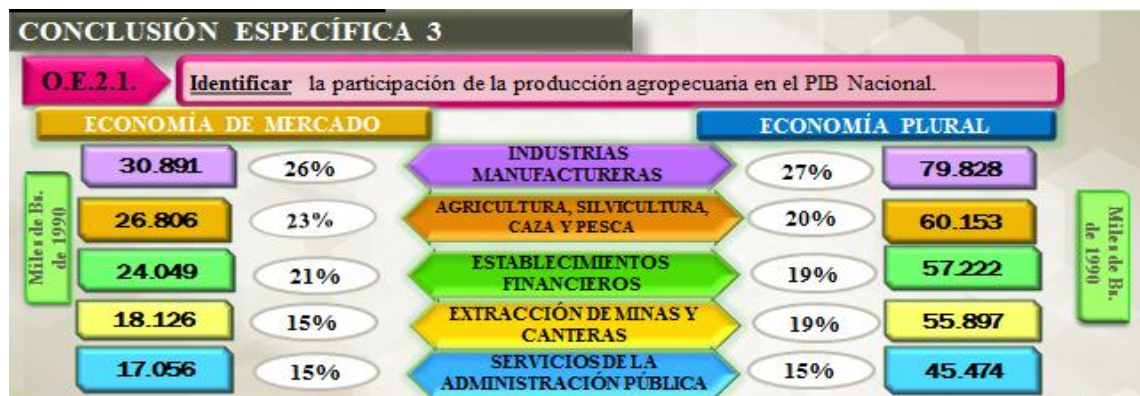 CONCLUSIÓN ESPECÍFICA 3
O.E.2.1.
Identificar la participación de la producción agropecuaria en el PIB Nacional.
ECONOMÍA DE MERCADO
ECONOMÍA PLURAL
Miles de Bs.
de 1990
30.891 26% INDUSTRIAS
MANUFACTURERAS 27% 79.828
26.806 23% AGRICULTURA, SILVICULTURA,
CAZA Y PESCA 20% 60.153
24.049 21% ESTABLECIMIENTOS
FINANCIEROS 19% 57.222
18.126 15% EXTRACCIÓN DE MINAS Y
CANTERAS 19% 55.897
17.056 15% SERVICIOS DE LA
ADMINISTRACIÓN PÚBLICA 15% 45.474
Miles de Bs.
de 1990